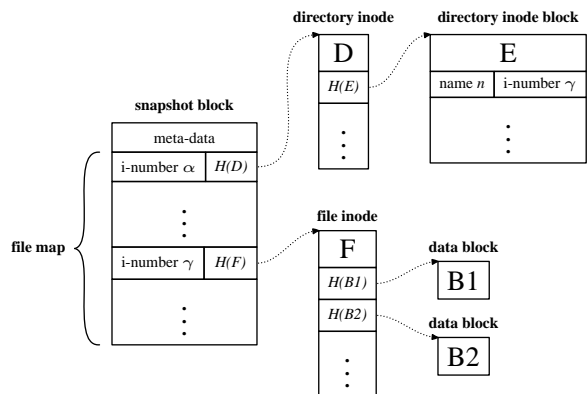 directory inode
directory inode block
D
E
H(E)
name n
i-number γ
snapshot block
meta-data
i-number α
H(D)
file map
i-number γ
H(F)
file inode
F
H(B1)
H(B2)
data block
B1
data block
B2